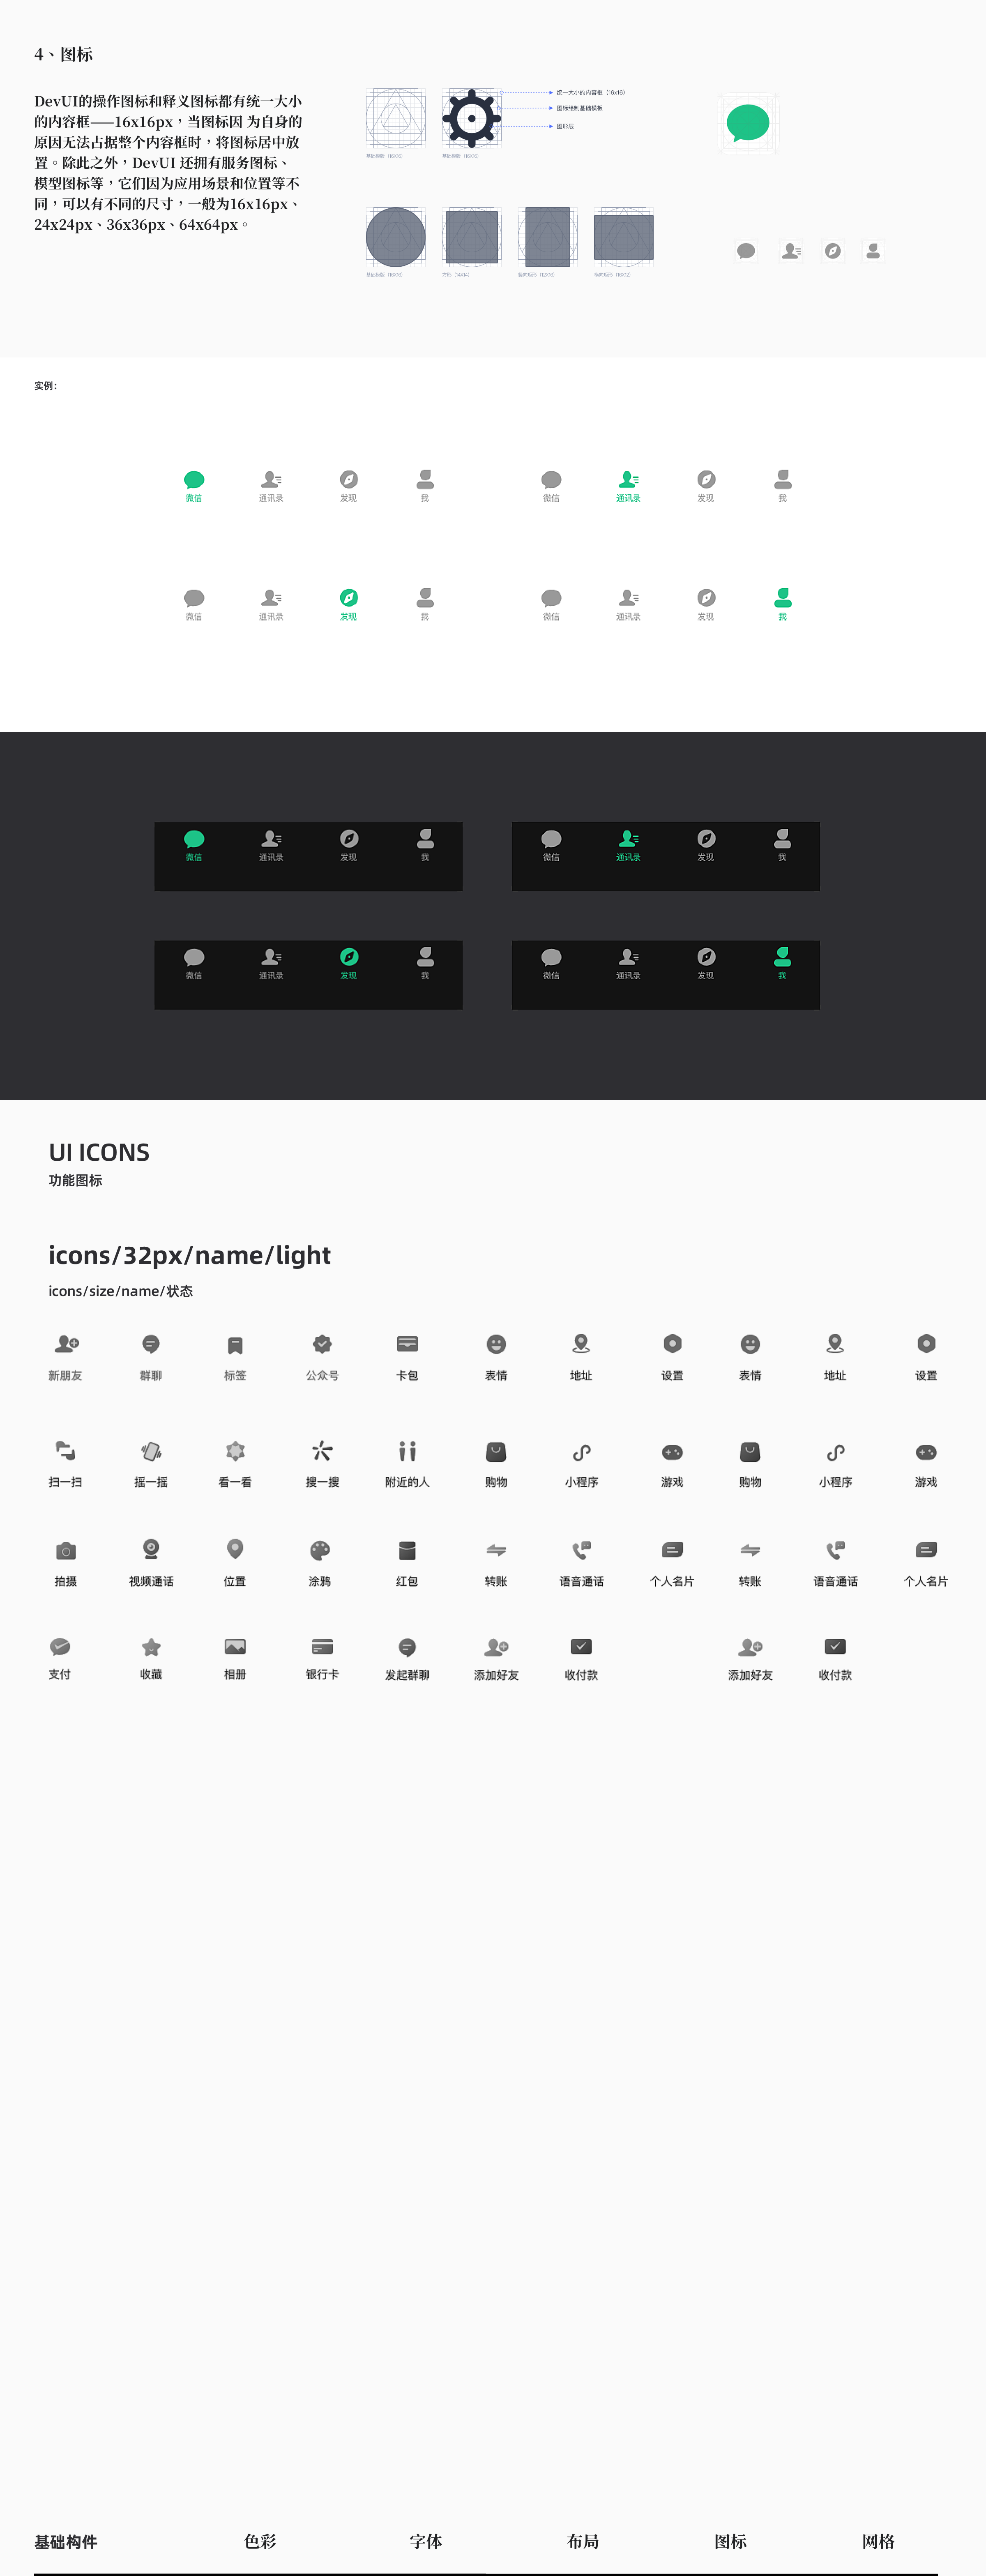 4、图标
DevUI的操作图标和释义图标都有统一大小
的内容框——16x16px，当图标因 为自身的
原因无法占据整个内容框时，将图标居中放
置。除此之外，DevUI 还拥有服务图标、
模型图标等，它们因为应用场景和位置等不
同，可以有不同的尺寸，一般为16x16px、
24x24px、36x36px、64x64px。
统一大小的内容框（16x16）
图标绘制基础模板
图形层
基础模板（16X16） 基础模板（16X16）
实例：
微信 通讯录 发现 我 微信 通讯录 发现 我
微信 通讯录 发现 我 微信 通讯录 发现 我
微信 通讯录 发现 我 微信 通讯录 发现 我
微信 通讯录 发现 我 微信 通讯录 发现 我
UI ICONS
功能图标
icons/32px/name/light
icons/size/name/状态
新朋友 群聊 标签 公众号 卡包 表情 地址 设置 表情 地址 设置
扫一扫 摇一摇 看一看 搜一搜 附近的人 购物 小程序 游戏 购物 小程序 游戏
拍摄 视频通话 位置 涂鸦 红包 转账 语音通话 个人名片 转账 语音通话 个人名片
支付 收藏 相册 银行卡 发起群聊 添加好友 收付款 添加好友 收付款
基础构件 色彩 字体 布局 图标 网格